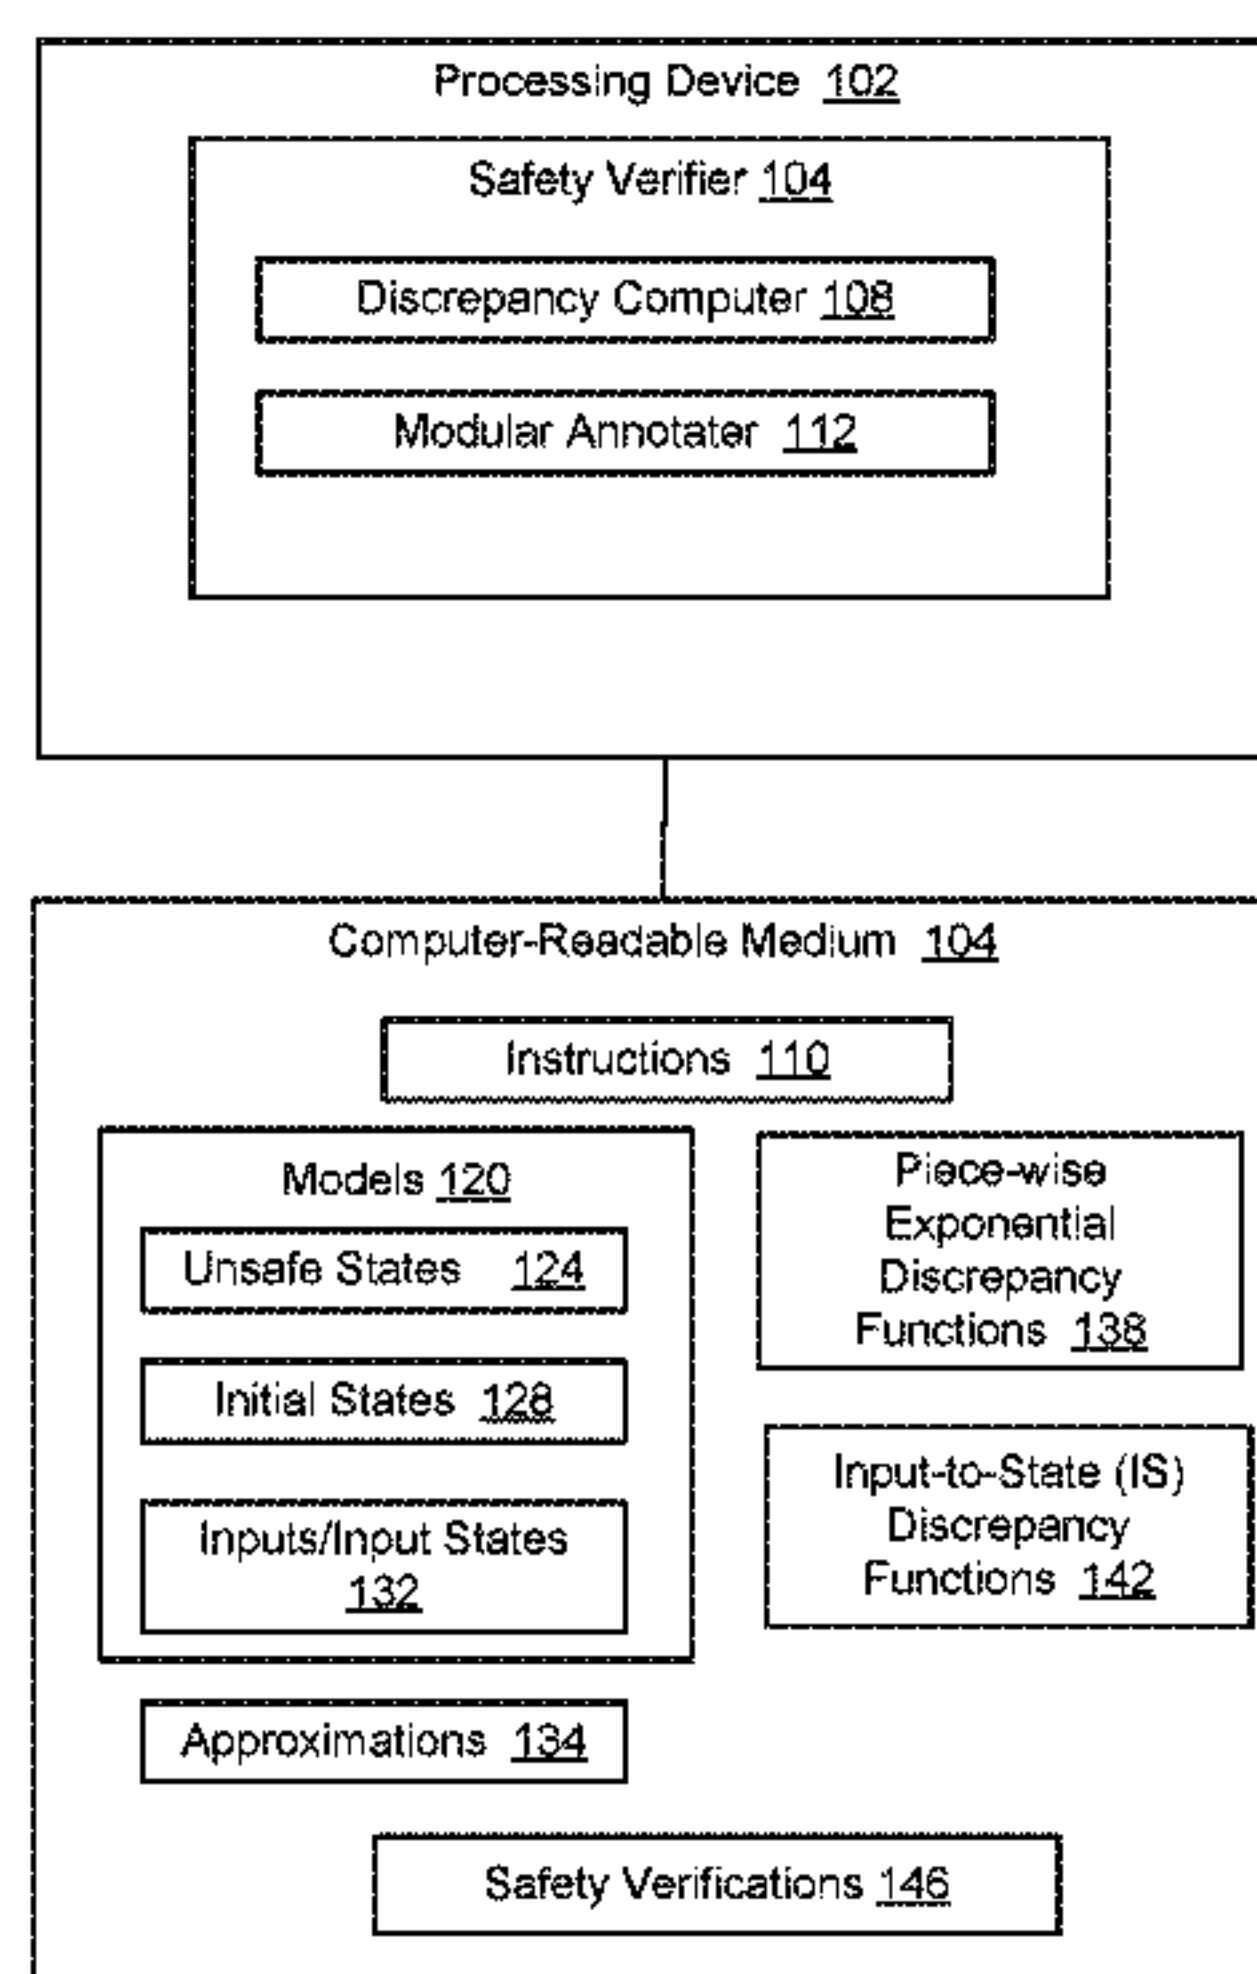 Processing Device 102
Safety Verifier 104
Discrepancy Computer 108
Modular Annotater 112
Computer-Readable Medium 104
Instructions 110
Models 120
Unsafe States 124
Initial States 128
Inputs/Input States
132
Piece-wise
Exponential
Discrepancy
Functions 138
Input-to-State (IS)
Discrepancy
Functions 142
Approximations 134
Safety Verifications 146